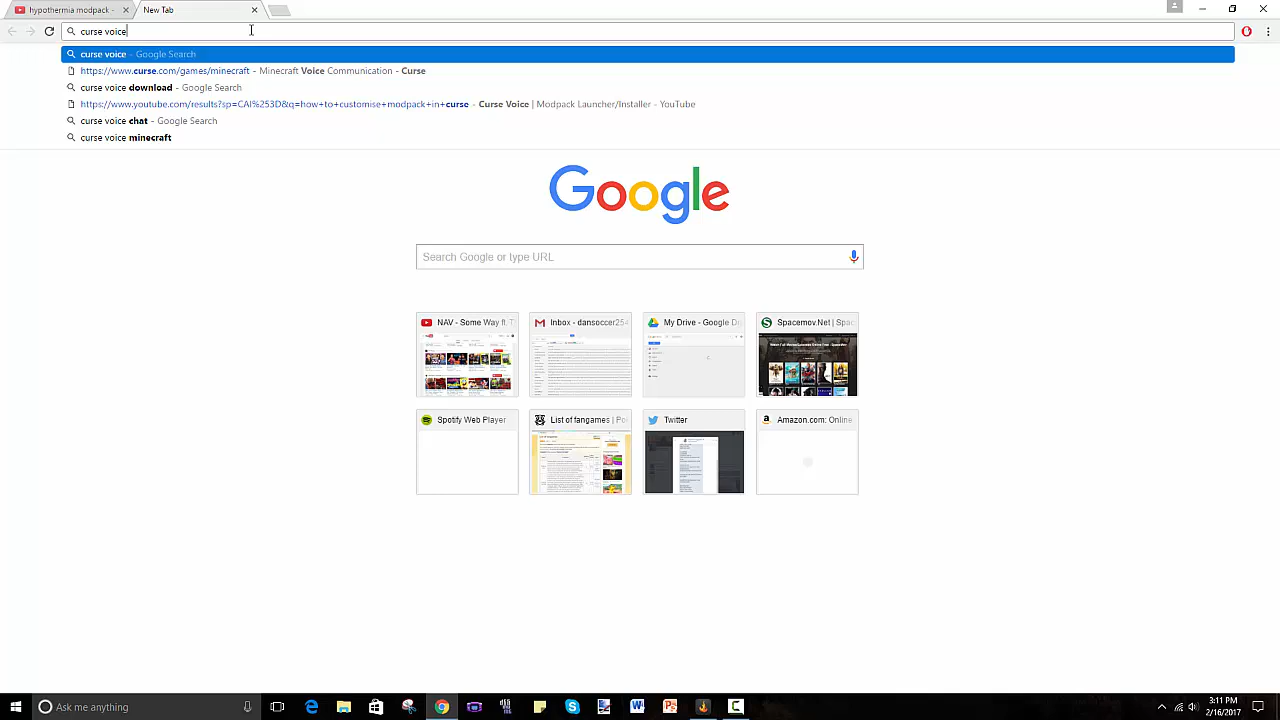 hypothermia modpack -
New Tab
curse voice
curse voice - Google Search
https://www.curse.com/games/minecraft - Minecraft Voice Communication - Curse
curse voice download - Google Search
https://www.youtube.com/results?sp=CAI%253D&q=how+to+customise+modpack+in+curse - Curse Voice | Modpack Launcher/Installer - YouTube
curse voice chat - Google Search
curse voice minecraft
Google
Search Google or type URL
NAV - Some Way ft. T
Inbox - dansoccer254
My Drive - Google Dr
Spacemov.Net | Spac
Spotify Web Player
List of fangames | Po
Twitter
Amazon.com: Online
Ask me anything
3:11 PM
2/16/2017